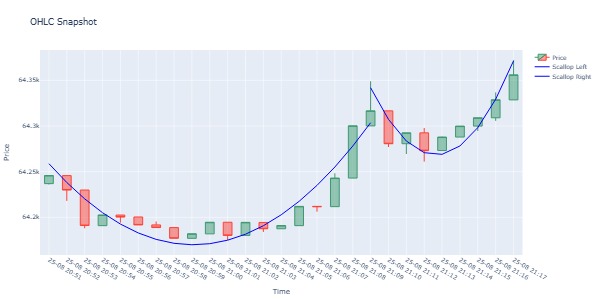 OHLC Snapshot
Price
Scallop Left
Scallop Right
64.35k
64.3k
64.25k
64.2k
Price
25-08 20:51
25-08 20:52
25-08 20:53
25-08 20:54
25-08 20:55
25-08 20:56
25-08 20:57
25-08 20:58
25-08 20:59
25-08 21:00
25-08 21:01
25-08 21:02
25-08 21:03
25-08 21:04
25-08 21:05
25-08 21:06
25-08 21:07
25-08 21:08
25-08 21:09
25-08 21:10
25-08 21:11
25-08 21:12
25-08 21:13
25-08 21:14
25-08 21:15
25-08 21:16
25-08 21:17
Time